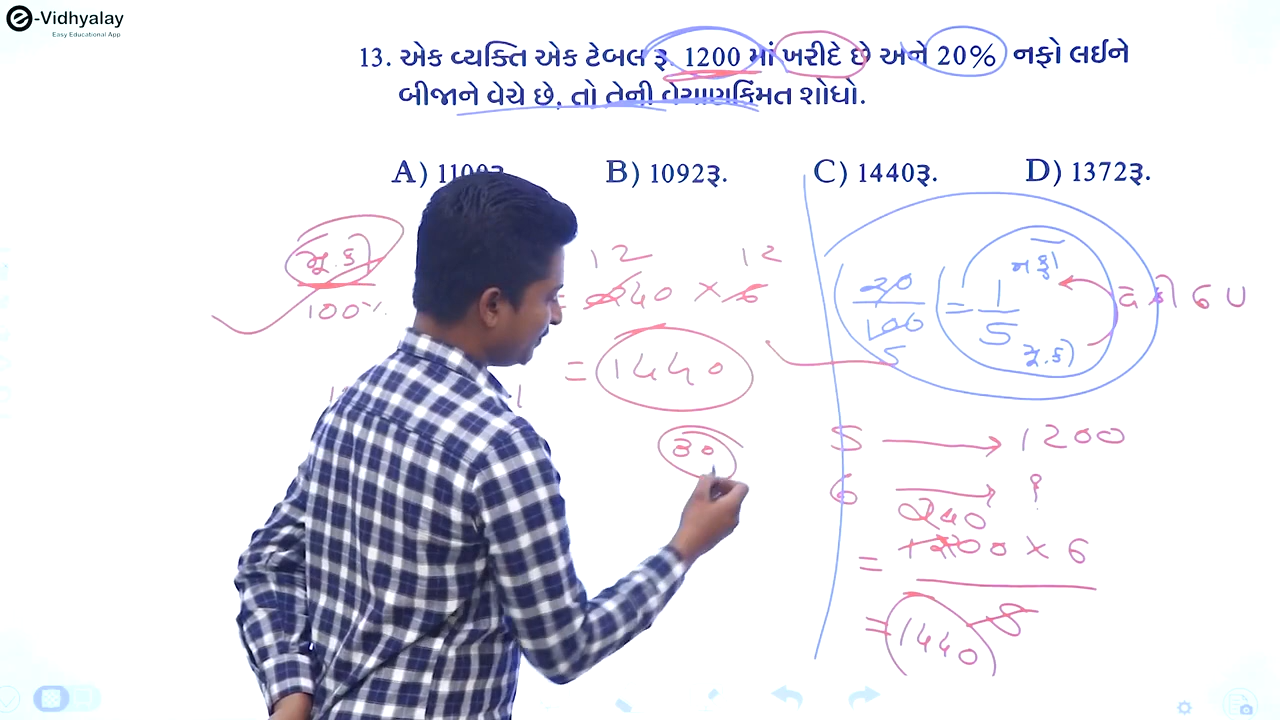 e-Vidhyalay
Easy Educational App
13. એક વ્યક્તિ એક ટેબલ રૂ. 1200 માં ખરીદે છે અને 20% નફો લઈને
બીજાને વેચે છે, તો તેની વેચાણકિંમત શોધો.
A) 1100રૂ. B) 1092રૂ. C) 1440રૂ. D) 1372રૂ.
મૂ.કિં
100%
12 12
= 240 × 6
= 1440
30
20
100
5
= 1
5
નફો
મૂ.કિં
5 → 1200
6 → ?
240
= 1200 × 6
5
= 1440